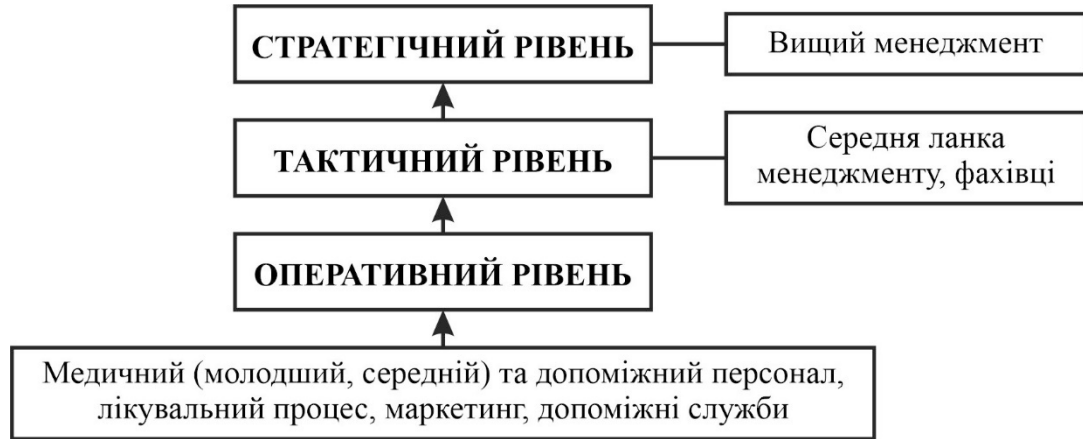 СТРАТЕГІЧНИЙ РІВЕНЬ
Вищий менеджмент
ТАКТИЧНИЙ РІВЕНЬ
Середня ланка
менеджменту, фахівці
ОПЕРАТИВНИЙ РІВЕНЬ
Медичний (молодший, середній) та допоміжний персонал,
лікувальний процес, маркетинг, допоміжні служби